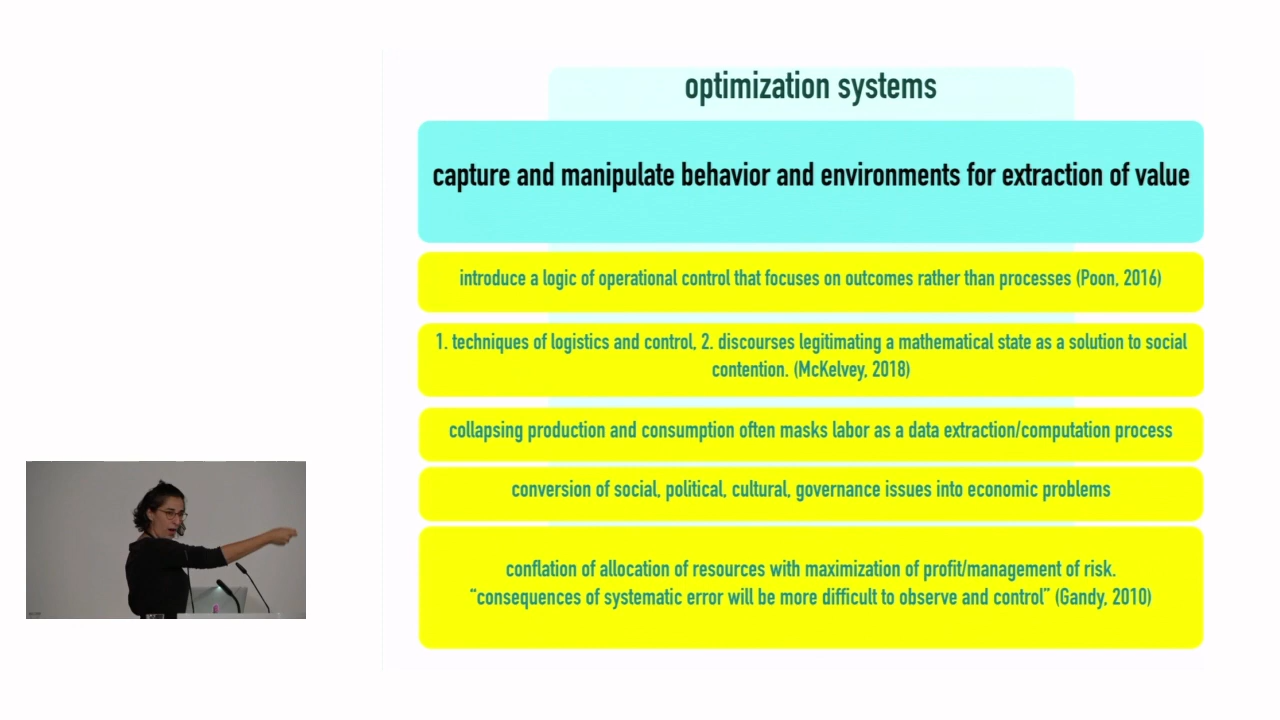 optimization systems
capture and manipulate behavior and environments for extraction of value
introduce a logic of operational control that focuses on outcomes rather than processes (Poon, 2016)
1. techniques of logistics and control, 2. discourses legitimating a mathematical state as a solution to social
contention. (McKelvey, 2018)
collapsing production and consumption often masks labor as a data extraction/computation process
conversion of social, political, cultural, governance issues into economic problems
conflation of allocation of resources with maximization of profit/management of risk.
“consequences of systematic error will be more difficult to observe and control” (Gandy, 2010)